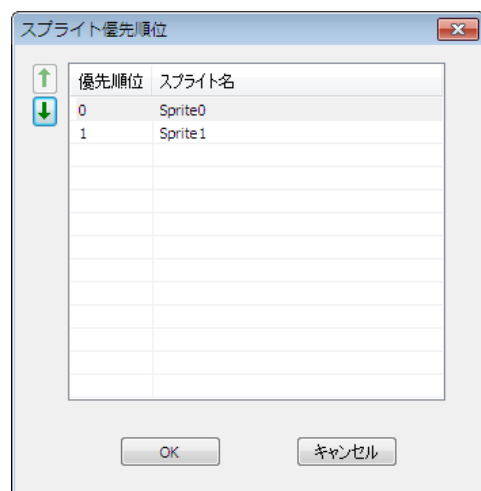 スプライト優先順位
優先順位 スプライト名
0 Sprite0
1 Sprite1
OK キャンセル